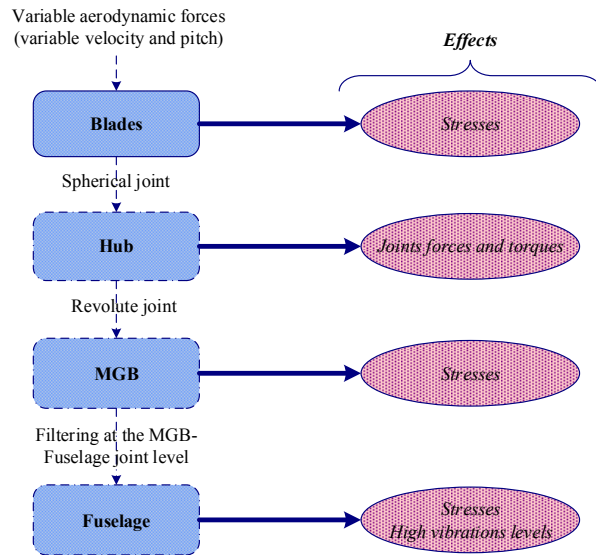 Variable aerodynamic forces
(variable velocity and pitch)
Effects
Blades
Stresses
Spherical joint
Hub
Joints forces and torques
Revolute joint
MGB
Stresses
Filtering at the MGB-
Fuselage joint level
Fuselage
Stresses
High vibrations levels